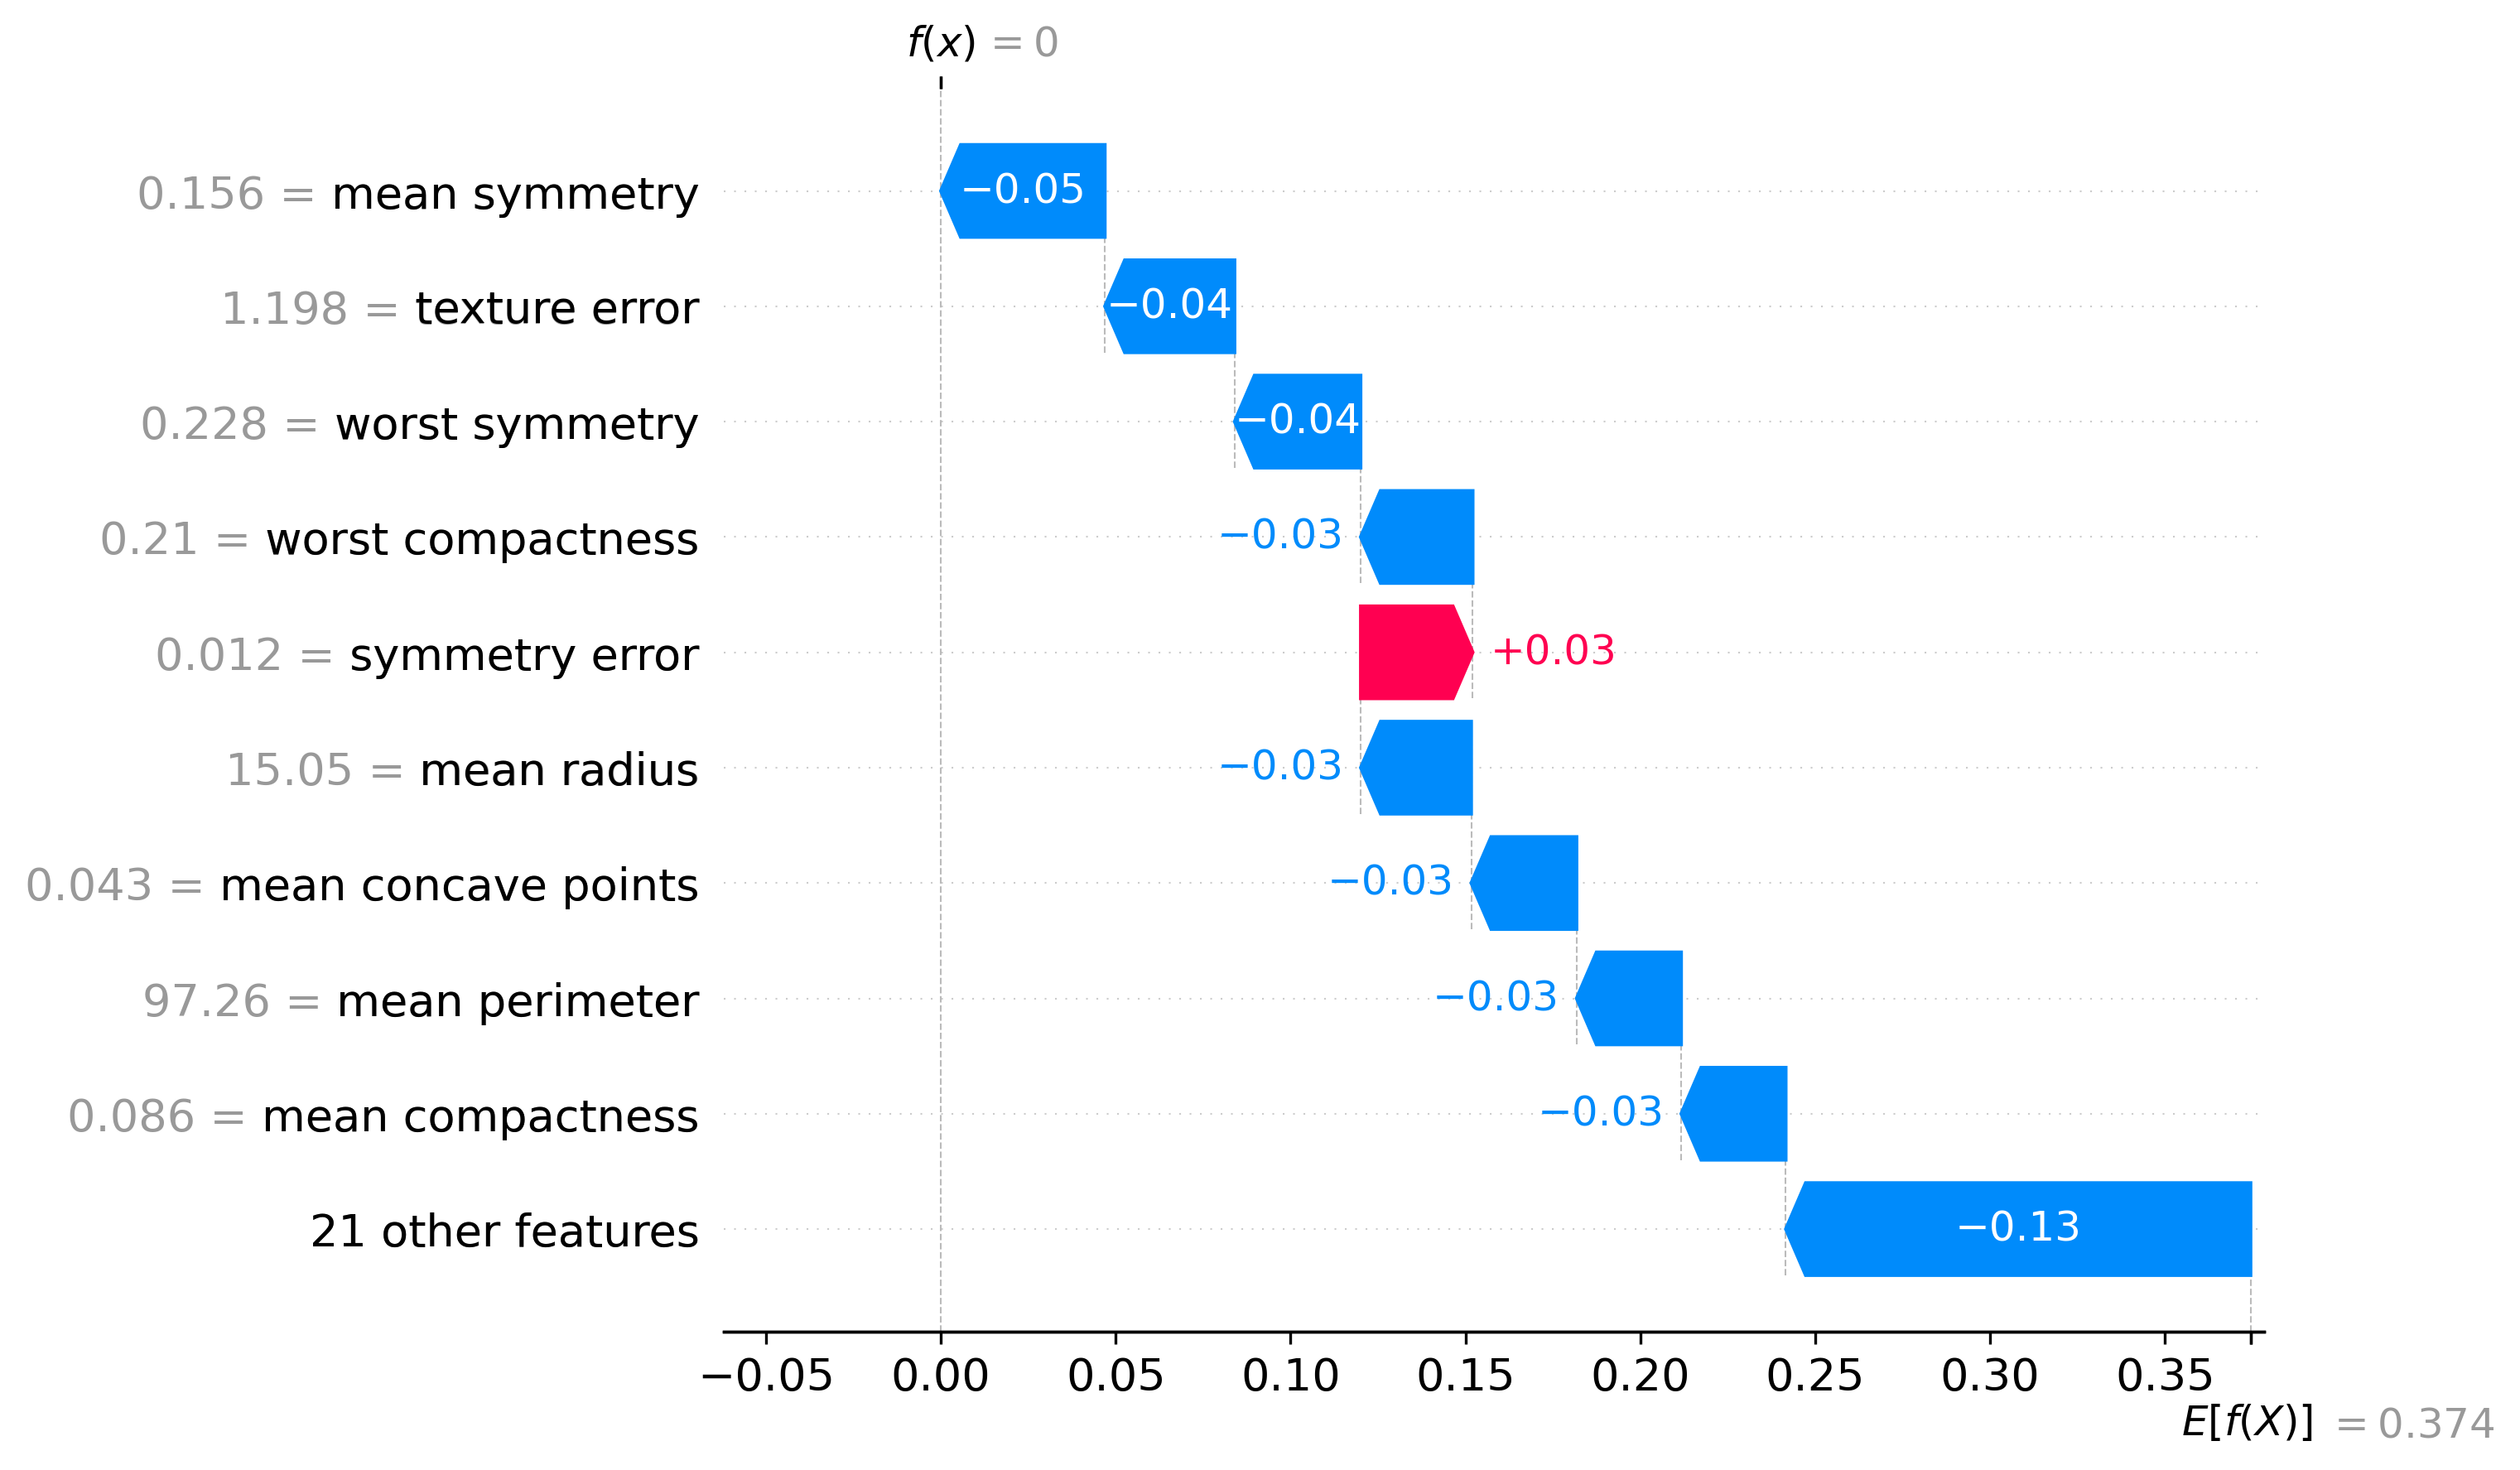 f(x) = 0
0.156 = mean symmetry −0.05
1.198 = texture error −0.04
0.228 = worst symmetry −0.04
0.21 = worst compactness −0.03
0.012 = symmetry error +0.03
15.05 = mean radius −0.03
0.043 = mean concave points −0.03
97.26 = mean perimeter −0.03
0.086 = mean compactness −0.03
21 other features −0.13
−0.05 0.00 0.05 0.10 0.15 0.20 0.25 0.30 0.35
E[f(X)] = 0.374